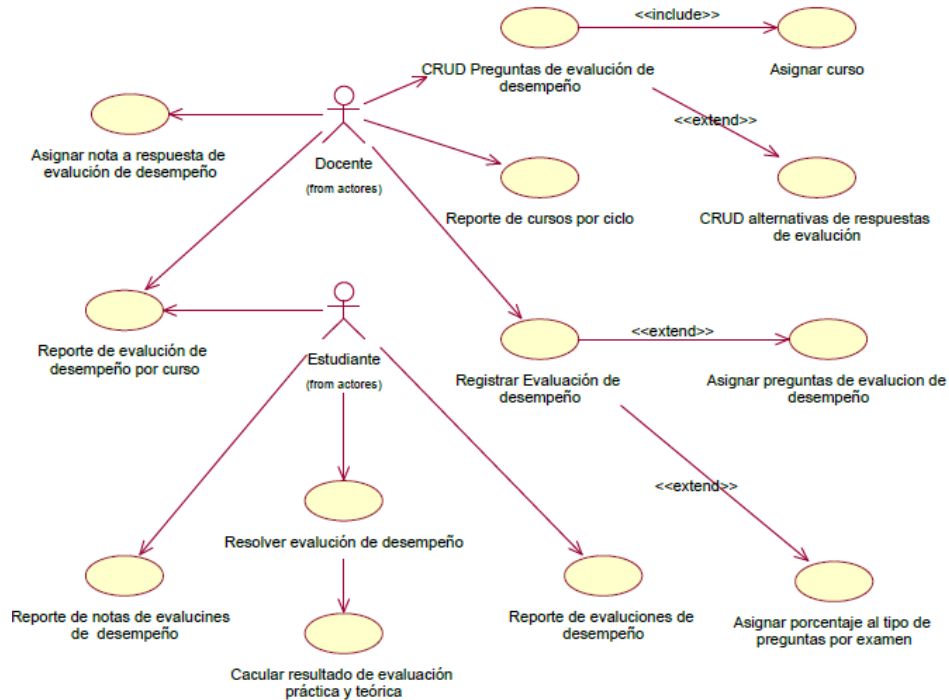 <<include>>
CRUD Preguntas de evalución de
desempeño
Asignar curso
<<extend>>
Asignar nota a respuesta de
evalución de desempeño
Docente
(from actores)
Reporte de cursos por ciclo
CRUD alternativas de respuestas
de evalución
Reporte de evalución de
desempeño por curso
Estudiante
(from actores)
<<extend>>
Registrar Evaluación de
desempeño
Asignar preguntas de evalucion de
desempeño
<<extend>>
Resolver evalución de desempeño
Reporte de notas de evalucines
de desempeño
Reporte de evaluciones de
desempeño
Asignar porcentaje al tipo de
preguntas por examen
Cacular resultado de evaluación
práctica y teórica